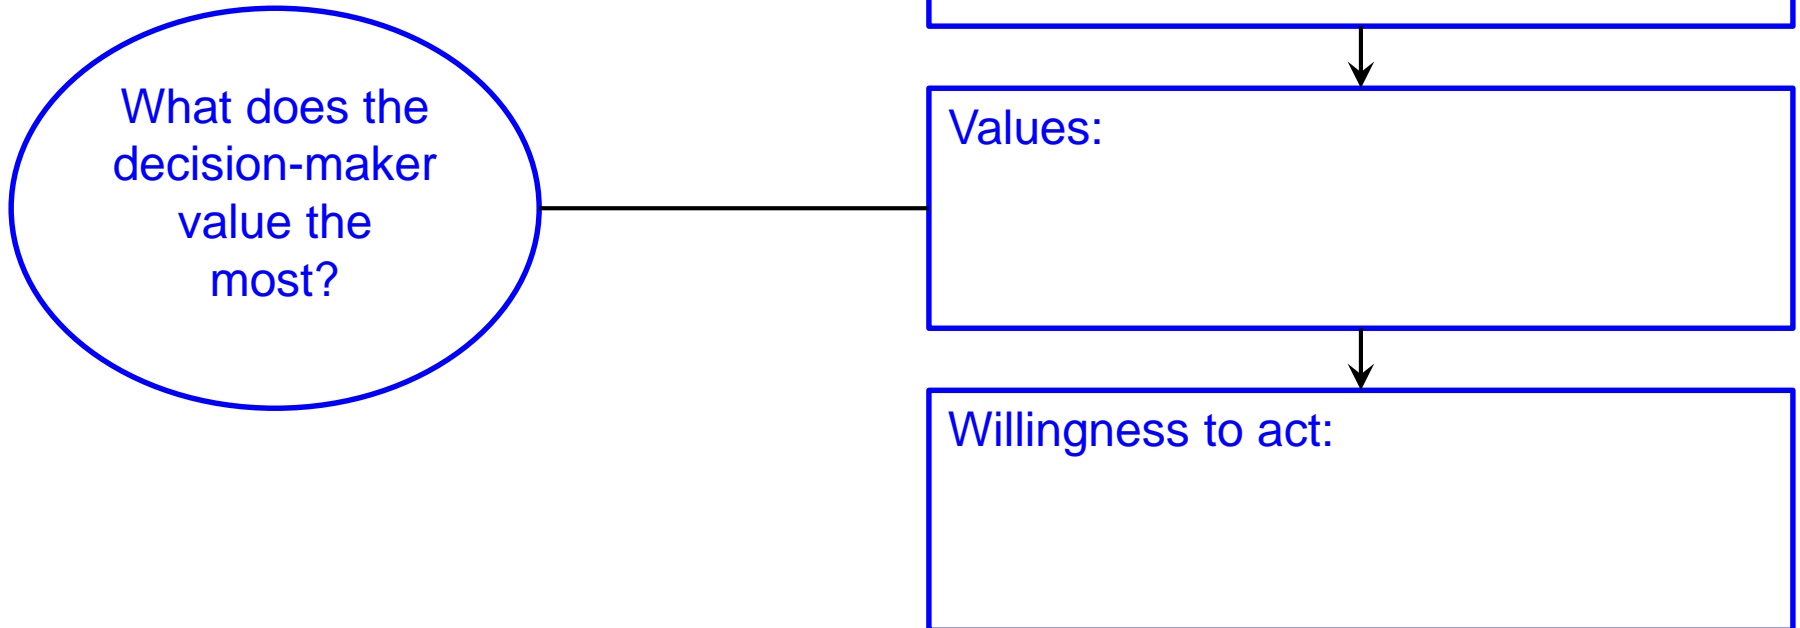 What does the
decision-maker
value the
most?
Values:
Willingness to act: